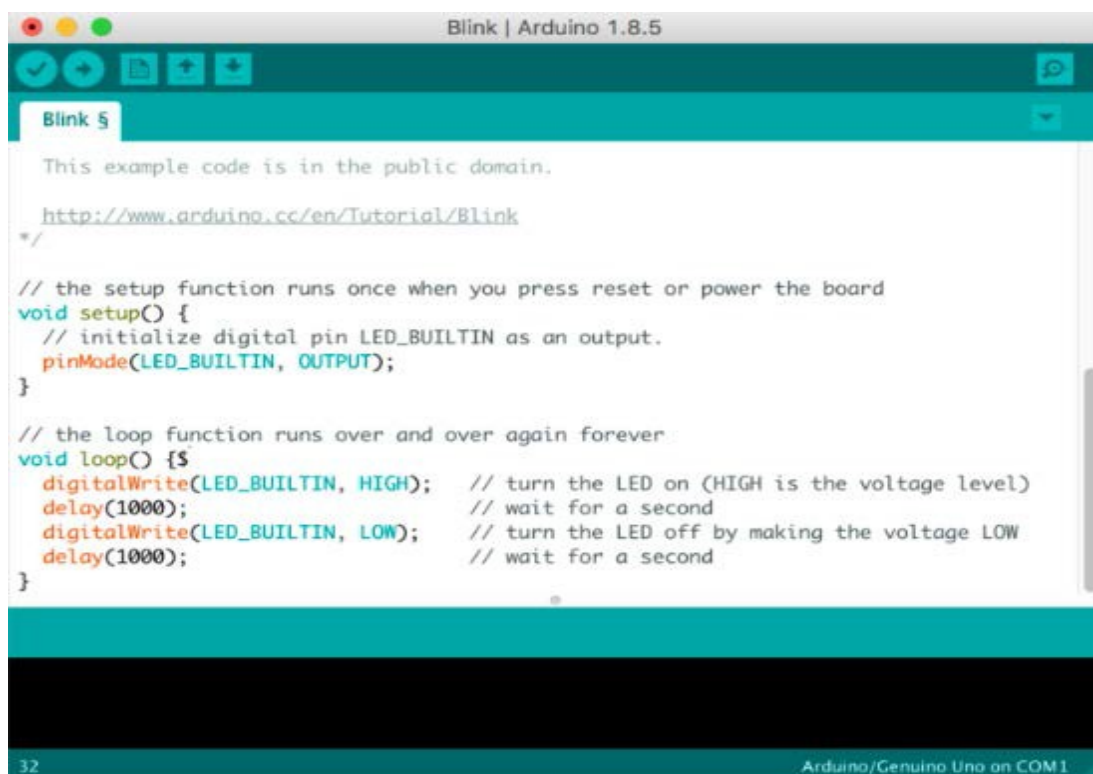 Blink | Arduino 1.8.5
Blink §
This example code is in the public domain.
http://www.arduino.cc/en/Tutorial/Blink
*/
// the setup function runs once when you press reset or power the board
void setup() {
// initialize digital pin LED_BUILTIN as an output.
pinMode(LED_BUILTIN, OUTPUT);
}
// the loop function runs over and over again forever
void loop() {$
digitalWrite(LED_BUILTIN, HIGH); // turn the LED on (HIGH is the voltage level)
delay(1000); // wait for a second
digitalWrite(LED_BUILTIN, LOW); // turn the LED off by making the voltage LOW
delay(1000); // wait for a second
}
32 Arduino/Genuino Uno on COM1